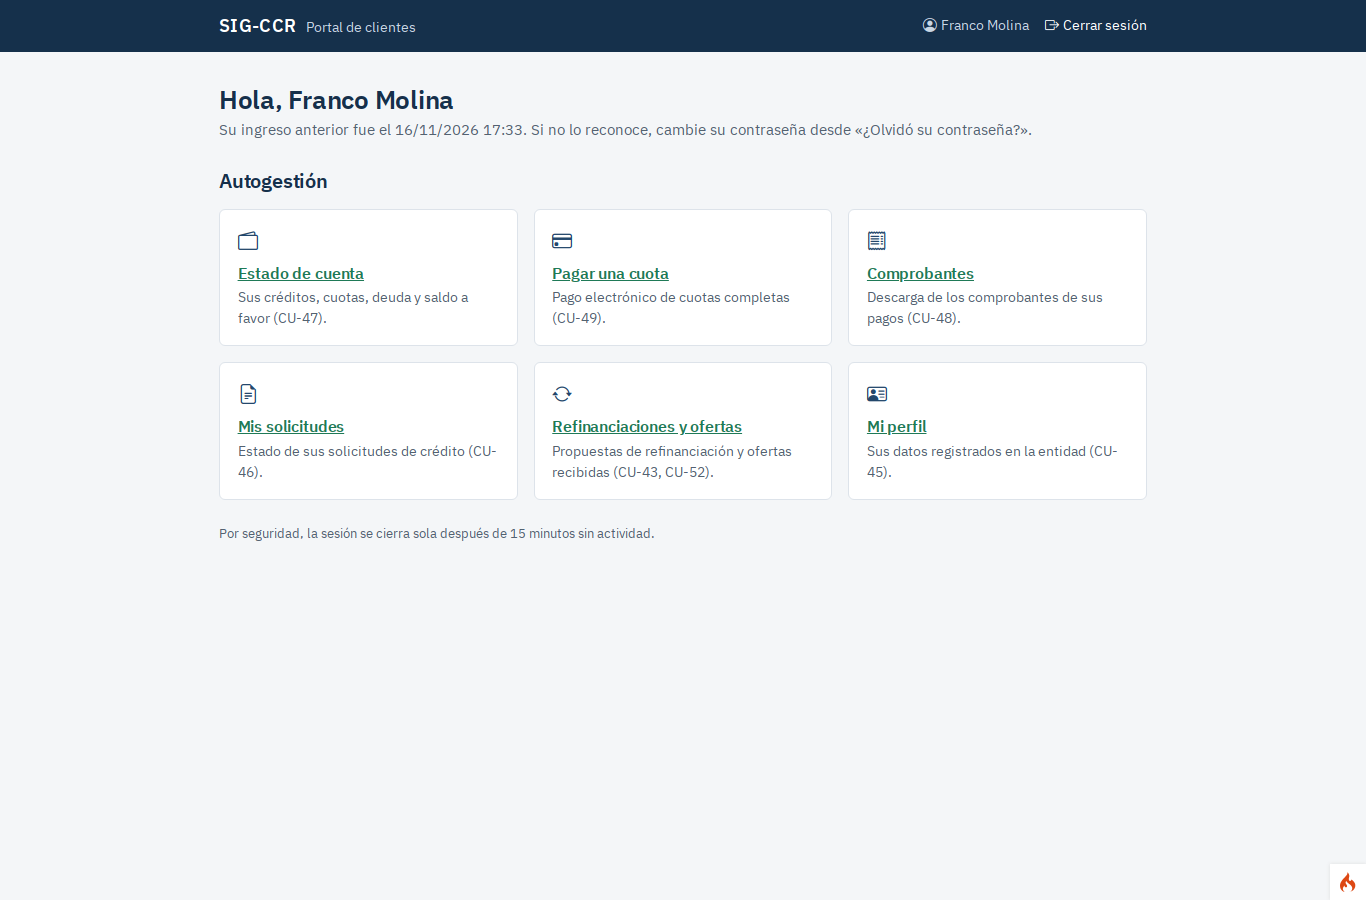 SIG-CCR Portal de clientes
Franco Molina Cerrar sesión
Hola, Franco Molina
Su ingreso anterior fue el 16/11/2026 17:33. Si no lo reconoce, cambie su contraseña desde «¿Olvidó su contraseña?».
Autogestión
Estado de cuenta
Sus créditos, cuotas, deuda y saldo a
favor (CU-47).
Pagar una cuota
Pago electrónico de cuotas completas
(CU-49).
Comprobantes
Descarga de los comprobantes de sus
pagos (CU-48).
Mis solicitudes
Estado de sus solicitudes de crédito (CU-
46).
Refinanciaciones y ofertas
Propuestas de refinanciación y ofertas
recibidas (CU-43, CU-52).
Mi perfil
Sus datos registrados en la entidad (CU-
45).
Por seguridad, la sesión se cierra sola después de 15 minutos sin actividad.